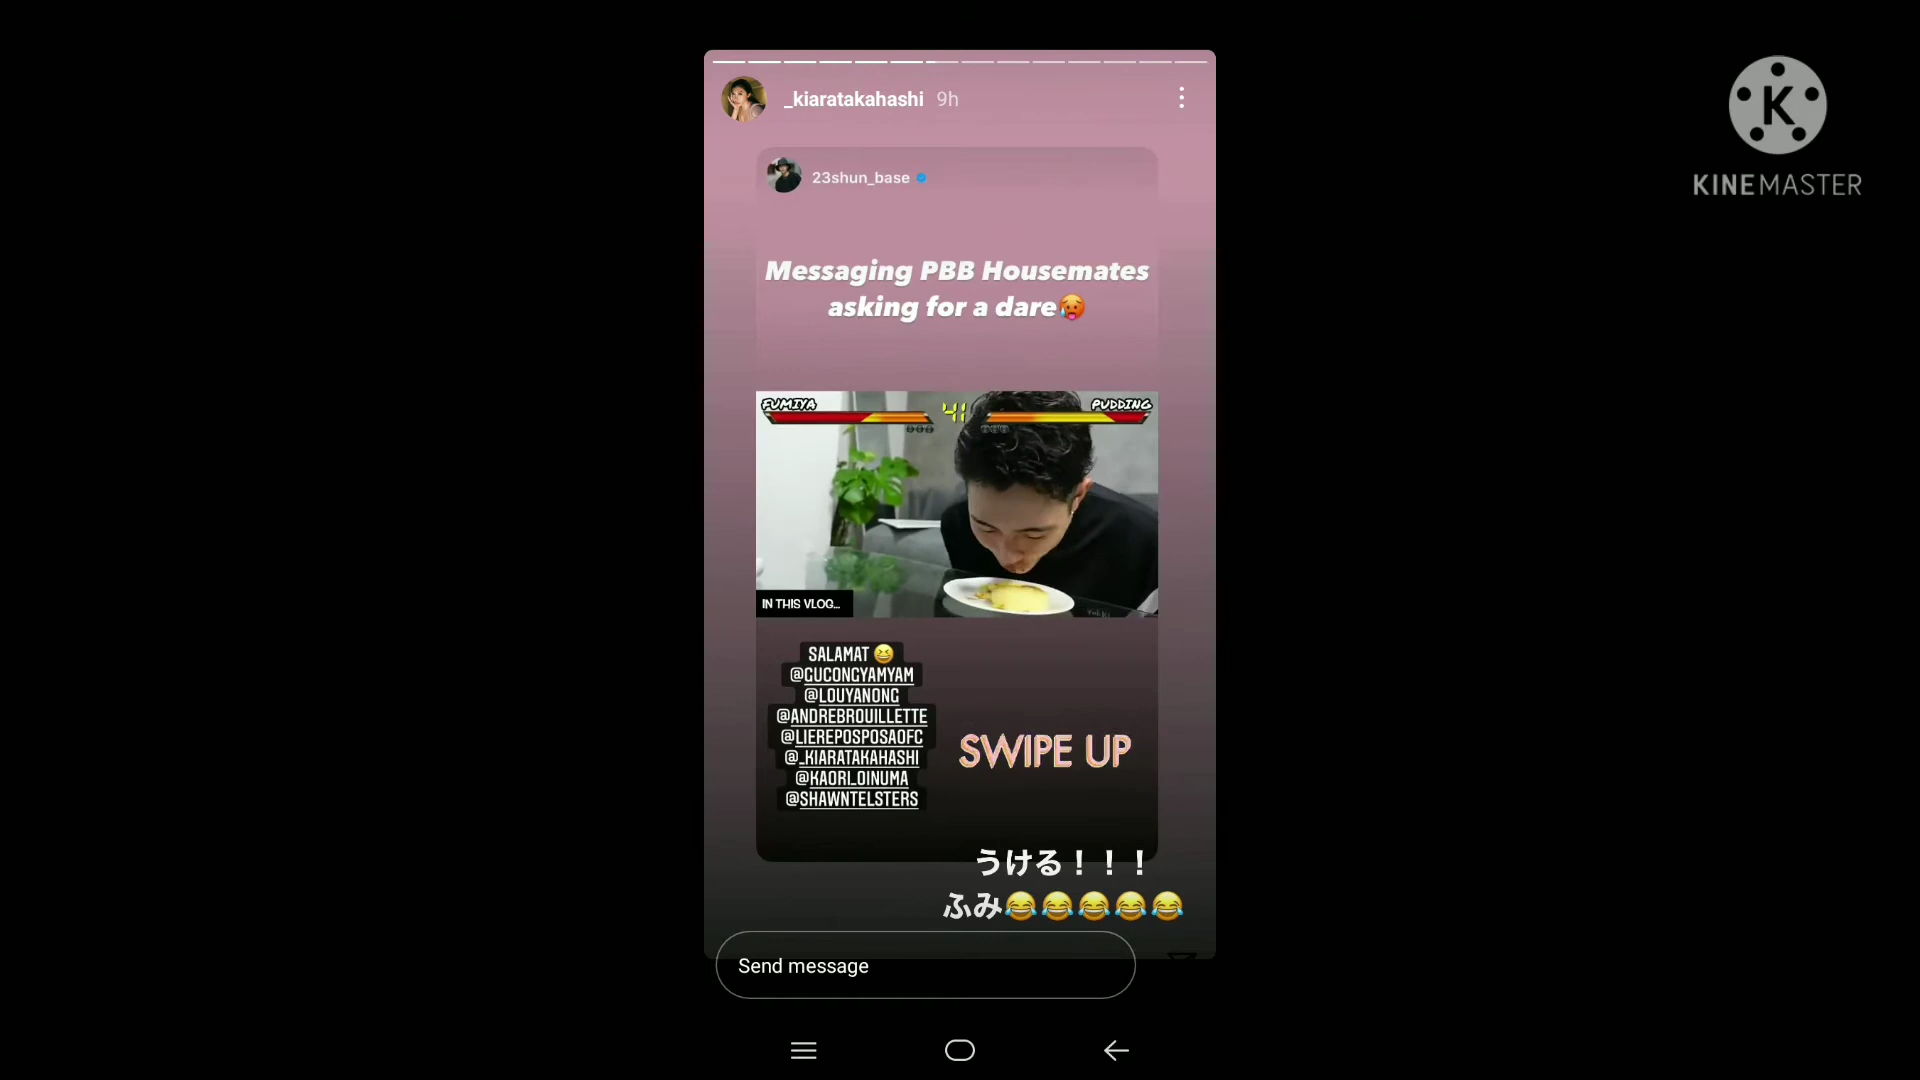 _kiaratakahashi 9h
K
KINEMASTER
23shun_base
Messaging PBB Housemates
asking for a dare🥵
FUMIYA 41 PUDDING
IN THIS VLOG...
SALAMAT 😆
@GUCONGYAMYAM
@LOUYANONG
@ANDREBROUILLETTE
@LIEREPOSPOSAOFC
@_KIARATAKAHASHI
@KAORI_OINUMA
@SHAWNTELSTERS
SWIPE UP
うける！！！
ふみ😂😂😂😂😂
Send message